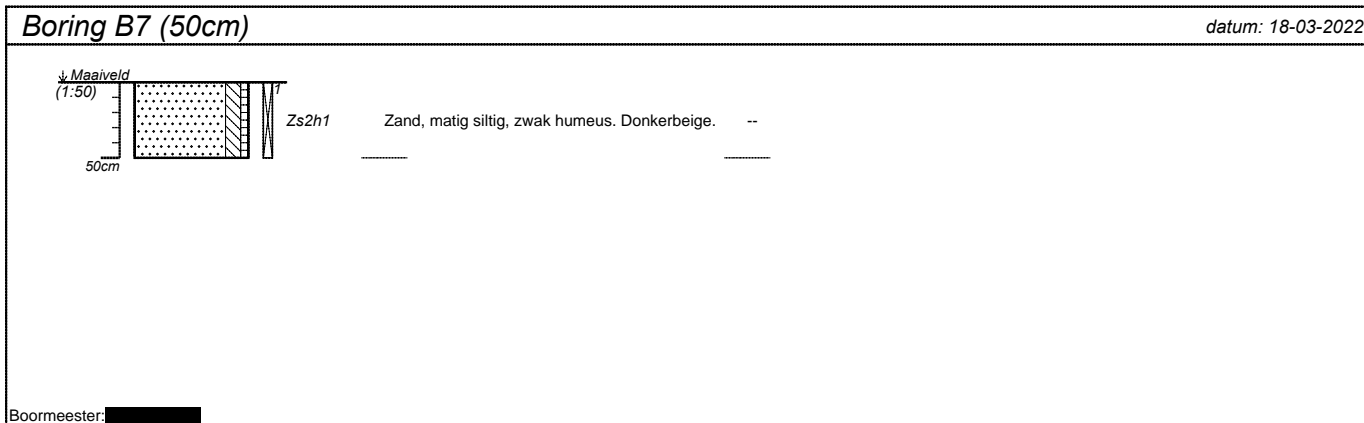 Boring B7 (50cm)
datum: 18-03-2022
Maaiveld
(1:50)
1
Zs2h1 Zand, matig siltig, zwak humeus. Donkerbeige. --
50cm
Boormeester: